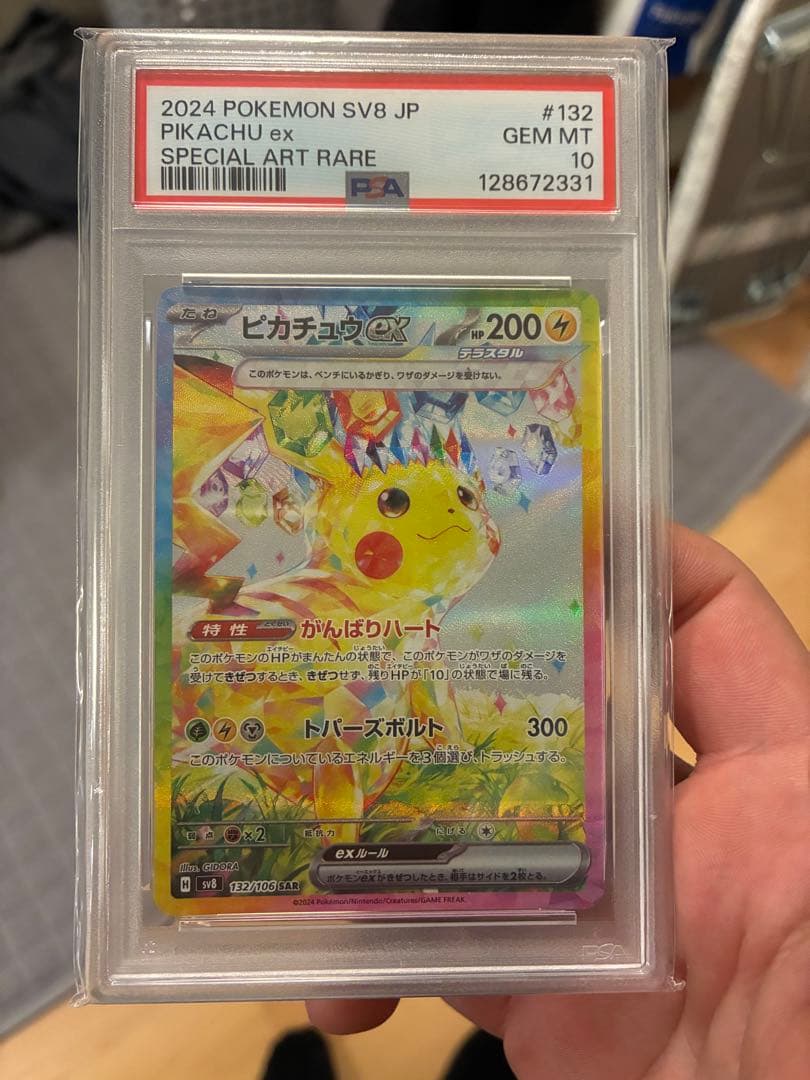 2024 POKEMON SV8 JP #132
PIKACHU ex GEM MT
SPECIAL ART RARE 10
PSA 128672331
たね ピカチュウex HP200
テラスタル
このポケモンは、ベンチにいるかぎり、ワザのダメージを受けない。
特性 がんばりハート
このポケモンのHPがまんたんの状態で、このポケモンがワザのダメージを
受けてきぜつするとき、きぜつせず、残りHPが「10」の状態で場に残る。
トパーズボルト 300
このポケモンについているエネルギーを3個選び、トラッシュする。
弱点 ×2 抵抗力 にげる
exルール
ポケモンexがきぜつしたとき、相手はサイドを2枚とる。
Illus. GIDORA
H sv8 132/106 SAR
©2024 Pokémon/Nintendo/Creatures/GAME FREAK.
PSA